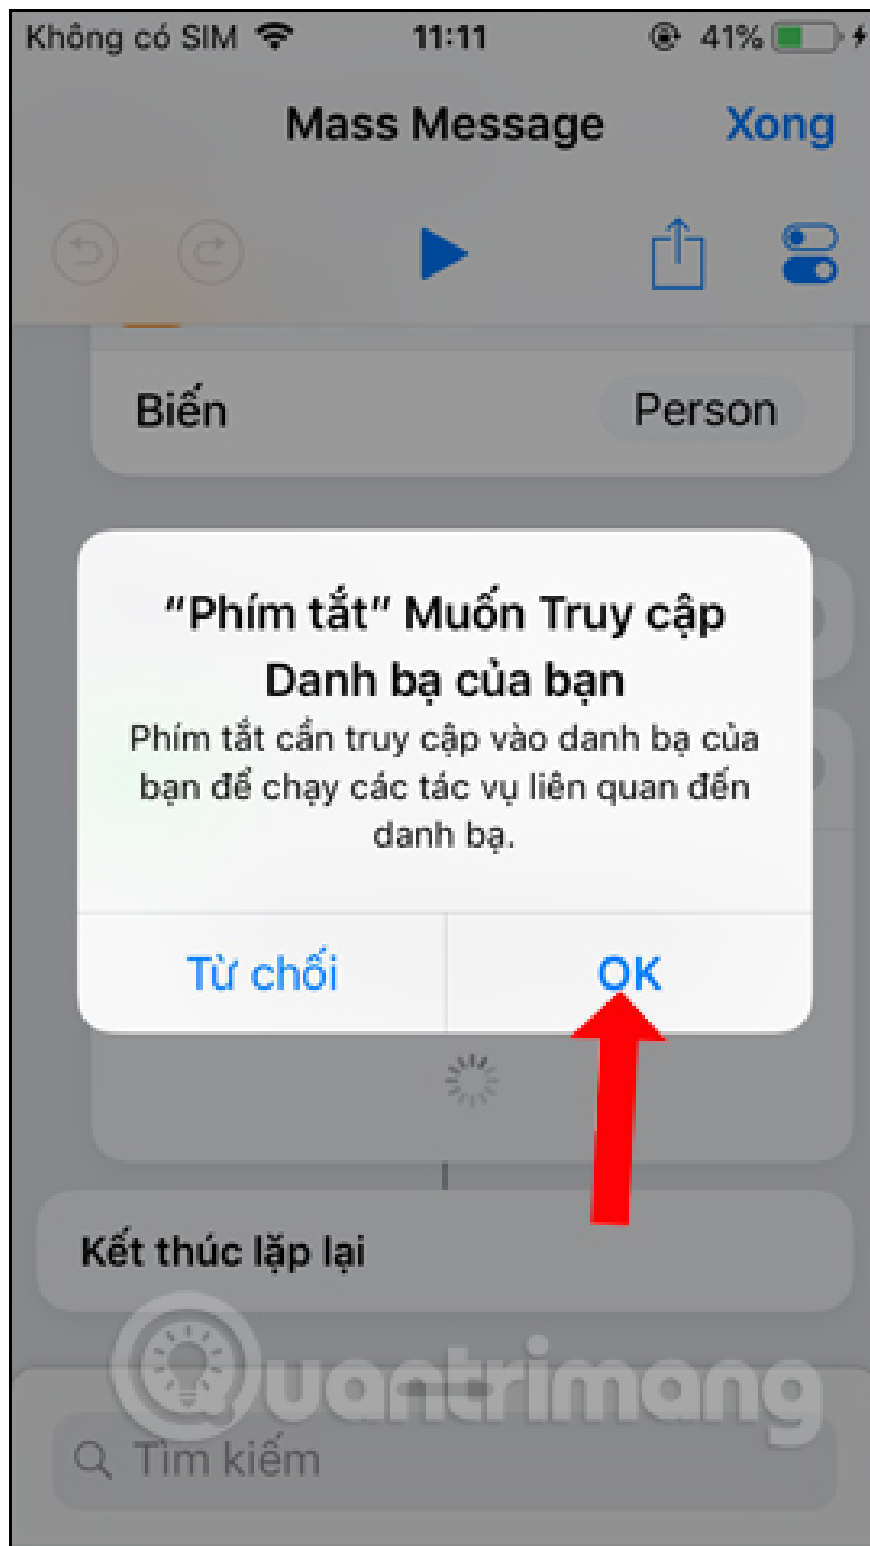 Không có SIM 11:11 41%
Mass Message Xong
Biến Person
“Phím tắt” Muốn Truy cập
Danh bạ của bạn
Phím tắt cần truy cập vào danh bạ của
bạn để chạy các tác vụ liên quan đến
danh bạ.
Từ chối OK
Kết thúc lặp lại
Quantrimang
Tìm kiếm